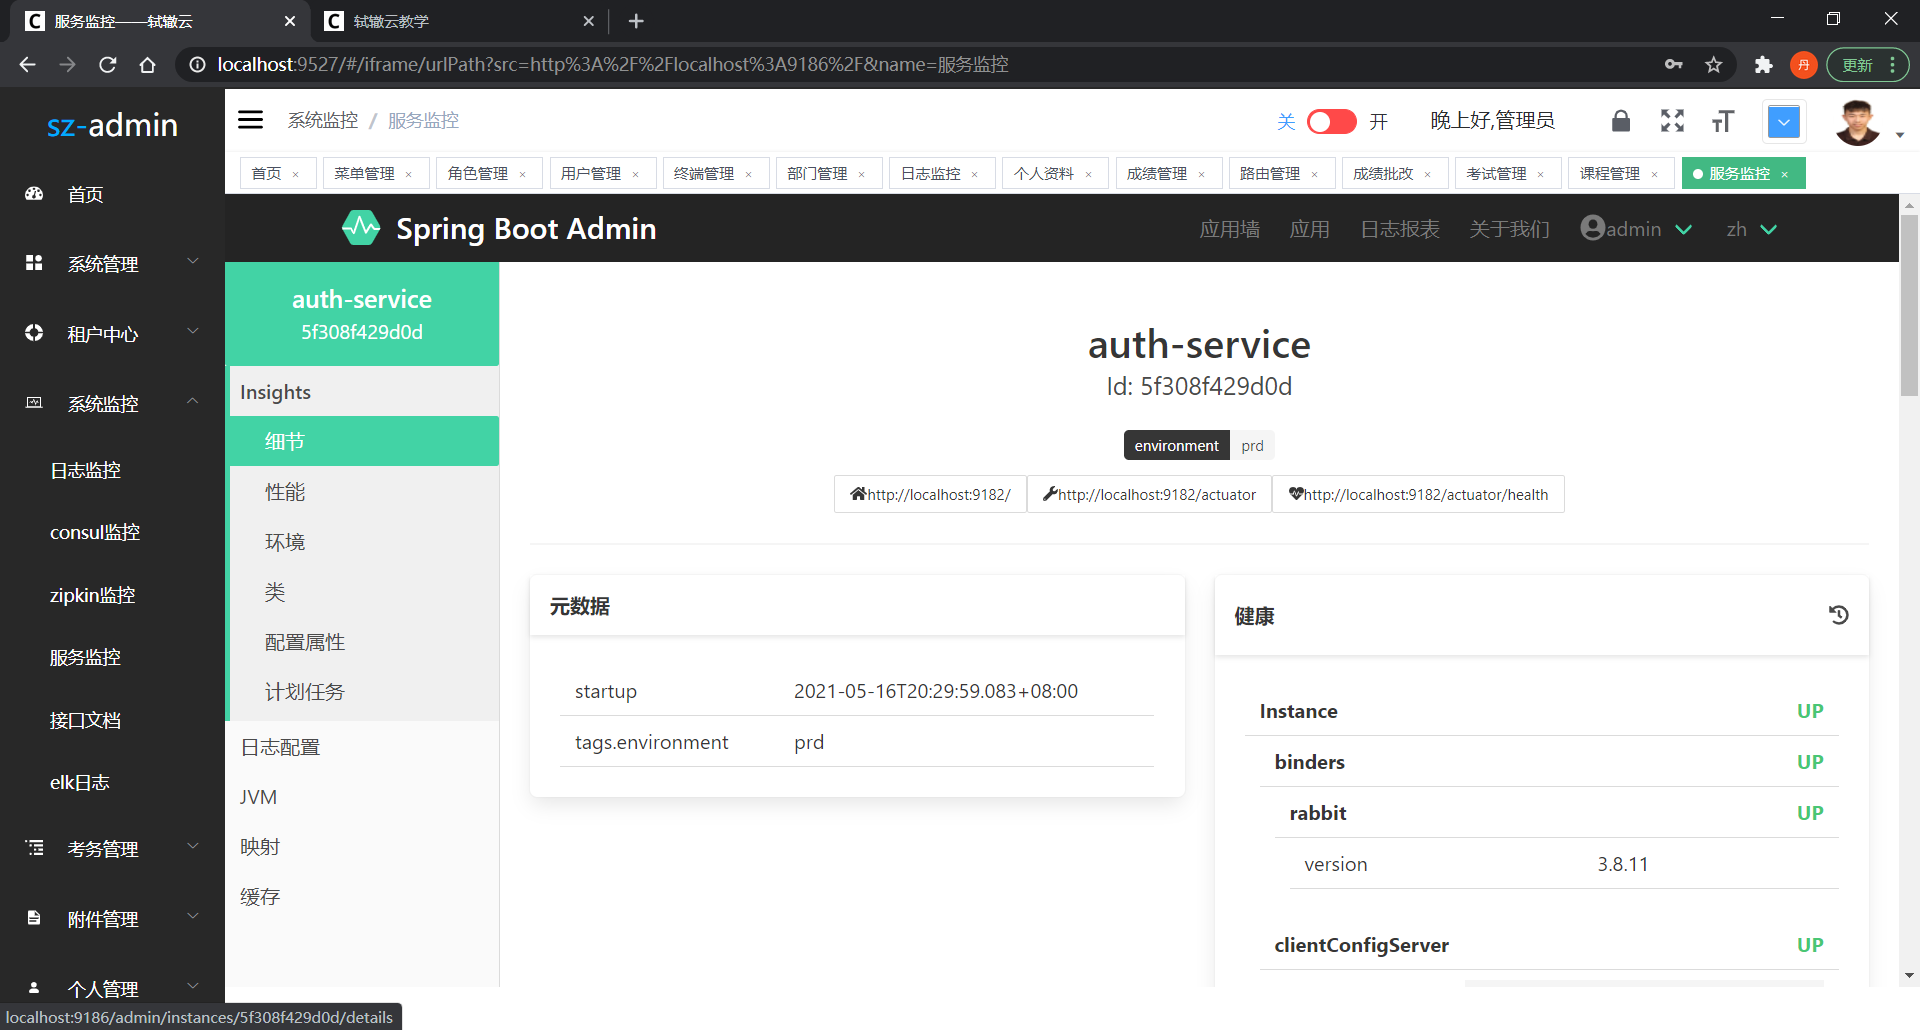 服务监控——轼辙云
轼辙云教学
localhost:9527/#/iframe/urlPath?src=http%3A%2F%2Flocalhost%3A9186%2F&name=服务监控
丹
更新
sz-admin
系统监控 / 服务监控
关 开
晚上好,管理员
首页
菜单管理
角色管理
用户管理
终端管理
部门管理
日志监控
个人资料
成绩管理
路由管理
成绩批改
考试管理
课程管理
服务监控
首页
系统管理
租户中心
系统监控
日志监控
consul监控
zipkin监控
服务监控
接口文档
elk日志
考务管理
附件管理
个人管理
Spring Boot Admin
应用墙
应用
日志报表
关于我们
admin
zh
auth-service
5f308f429d0d
Insights
细节
性能
环境
类
配置属性
计划任务
日志配置
JVM
映射
缓存
auth-service
Id: 5f308f429d0d
environment prd
http://localhost:9182/
http://localhost:9182/actuator
http://localhost:9182/actuator/health
元数据
startup 2021-05-16T20:29:59.083+08:00
tags.environment prd
健康
Instance UP
binders UP
rabbit UP
version 3.8.11
clientConfigServer UP
localhost:9186/admin/instances/5f308f429d0d/details